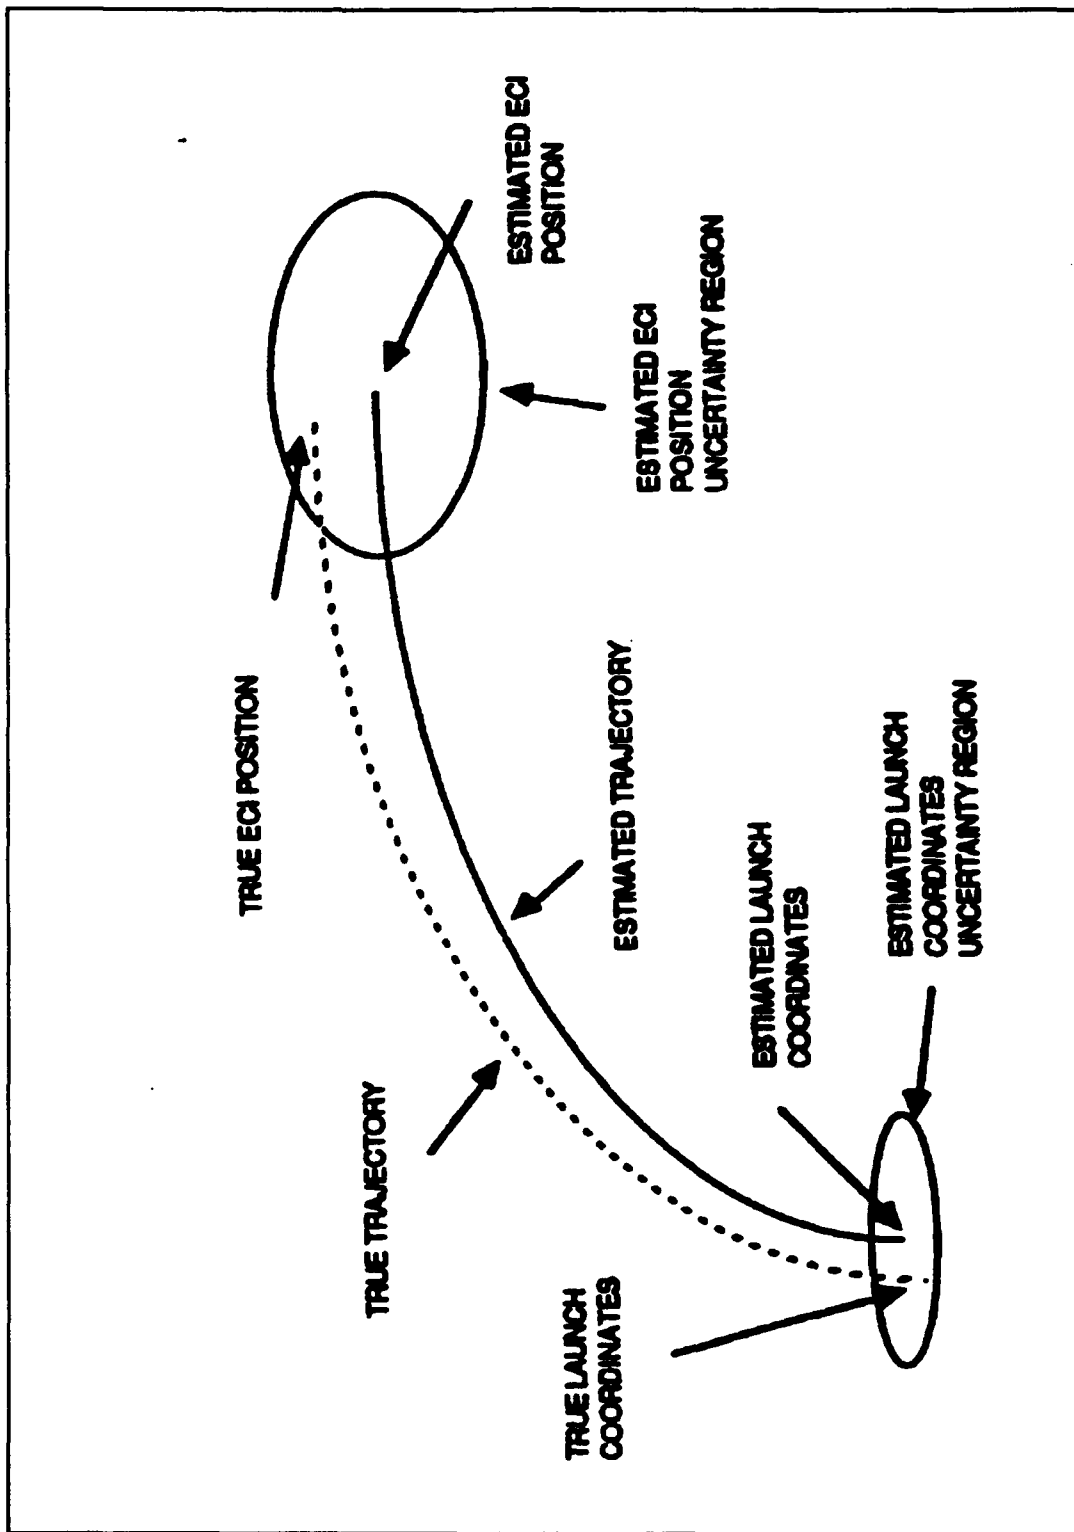 TRUE ECI POSITION
ESTIMATED ECI
POSITION
ESTIMATED ECI
POSITION
UNCERTAINTY REGION
TRUE TRAJECTORY
ESTIMATED TRAJECTORY
TRUE LAUNCH
COORDINATES
ESTIMATED LAUNCH
COORDINATES
ESTIMATED LAUNCH
COORDINATES
UNCERTAINTY REGION